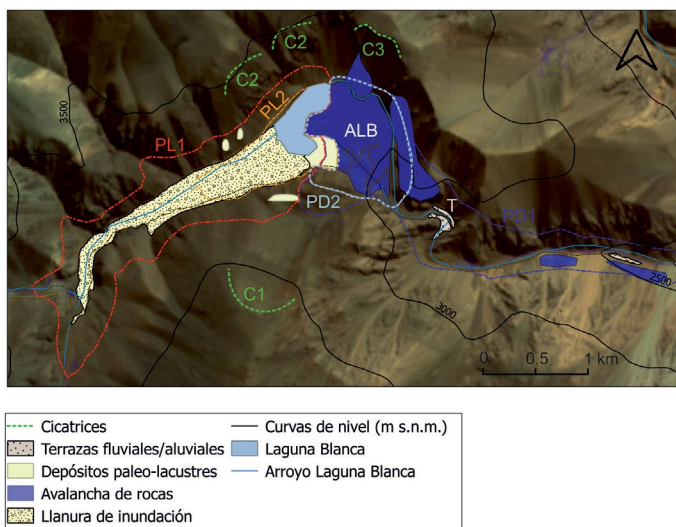 C2
C2
C3
3500
PL2
PL1
ALB
PD2
T
PD1
C1
2500
3000
0 0.5 1 km
Cicatrices
Terrazas fluviales/aluviales
Depósitos paleo-lacustres
Avalancha de rocas
Llanura de inundación
Curvas de nivel (m s.n.m.)
Laguna Blanca
Arroyo Laguna Blanca